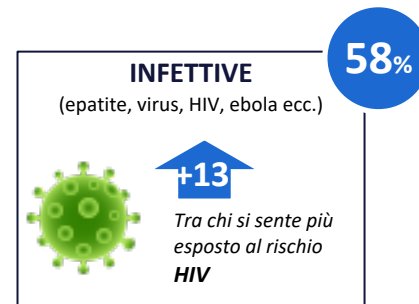 58%
INFETTIVE
(epatite, virus, HIV, ebola ecc.)
+13
Tra chi si sente più
esposto al rischio
HIV